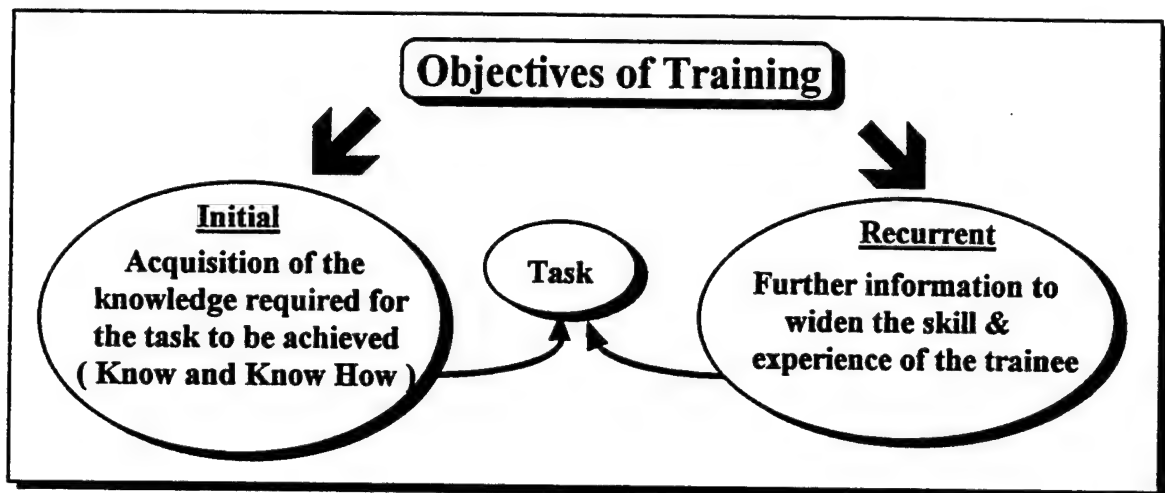 Objectives of Training
Initial
Acquisition of the
knowledge required for
the task to be achieved
( Know and Know How )
Task
Recurrent
Further information to
widen the skill &
experience of the trainee